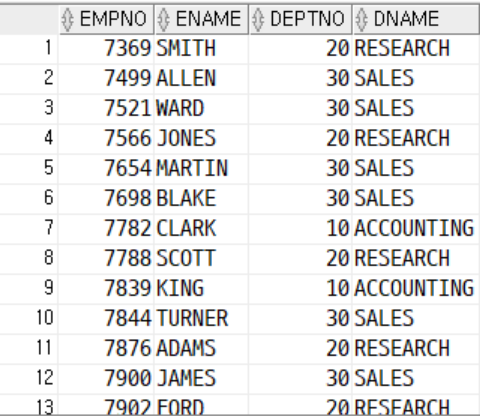 EMPNO ENAME DEPTNO DNAME
1 7369 SMITH 20 RESEARCH
2 7499 ALLEN 30 SALES
3 7521 WARD 30 SALES
4 7566 JONES 20 RESEARCH
5 7654 MARTIN 30 SALES
6 7698 BLAKE 30 SALES
7 7782 CLARK 10 ACCOUNTING
8 7788 SCOTT 20 RESEARCH
9 7839 KING 10 ACCOUNTING
10 7844 TURNER 30 SALES
11 7876 ADAMS 20 RESEARCH
12 7900 JAMES 30 SALES
13 7902 FORD 20 RESEARCH